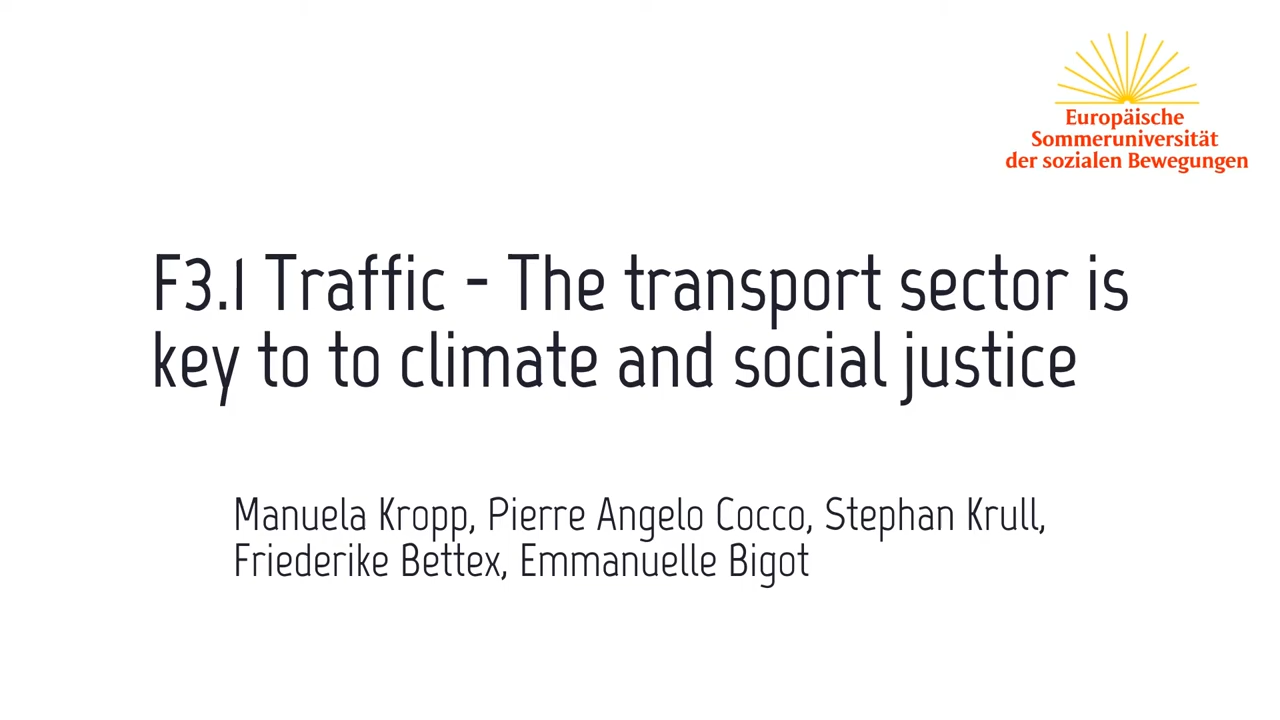 Europäische
Sommeruniversität
der sozialen Bewegungen
F3.1 Traffic - The transport sector is
key to to climate and social justice
Manuela Kropp, Pierre Angelo Cocco, Stephan Krull,
Friederike Bettex, Emmanuelle Bigot